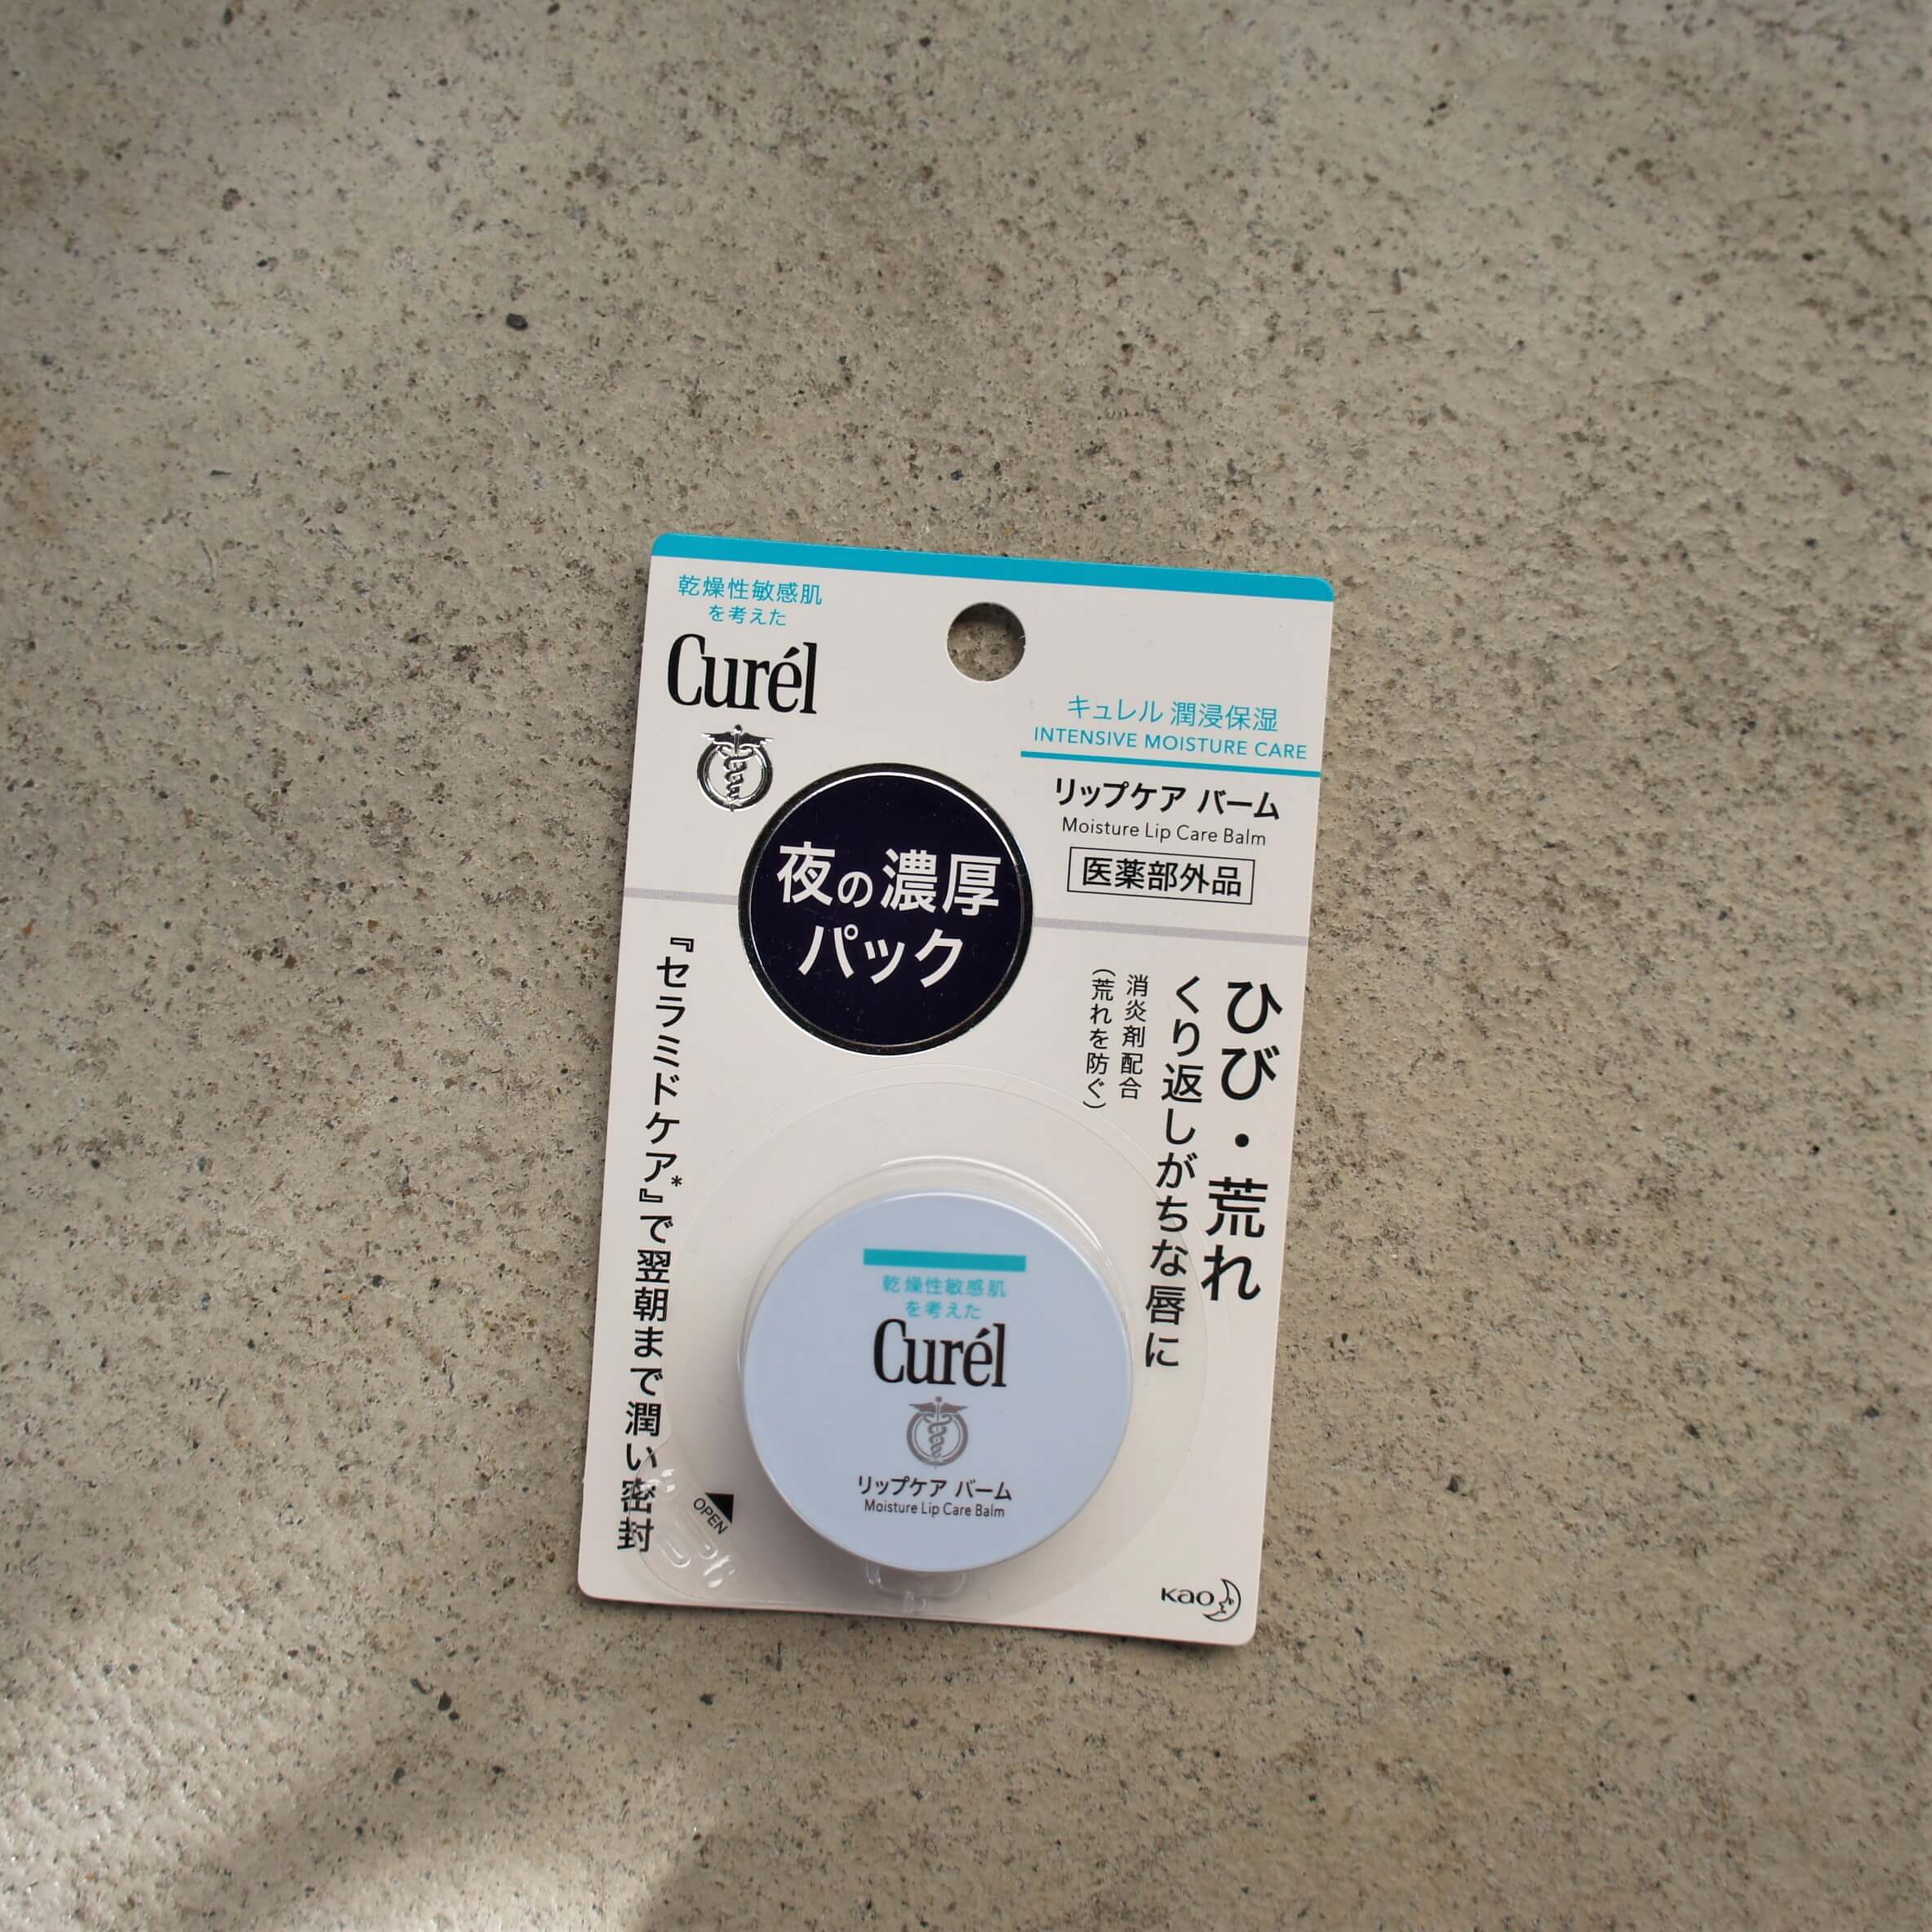 乾燥性敏感肌
を考えた
Curél
キュレル 潤浸保湿
INTENSIVE MOISTURE CARE
リップケア バーム
Moisture Lip Care Balm
医薬部外品
夜の濃厚
パック
ひび・荒れ
くり返しがちな唇に
消炎剤配合
(荒れを防ぐ)
『セラミドケア*』で翌朝まで潤い密封
乾燥性敏感肌
を考えた
Curél
リップケア バーム
Moisture Lip Care Balm
OPEN
Kao